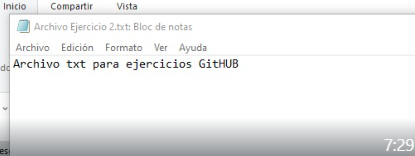 Inicio Compartir Vista
Archivo Ejercicio 2.txt: Bloc de notas
Archivo Edición Formato Ver Ayuda
Archivo txt para ejercicios GitHUB
7:29